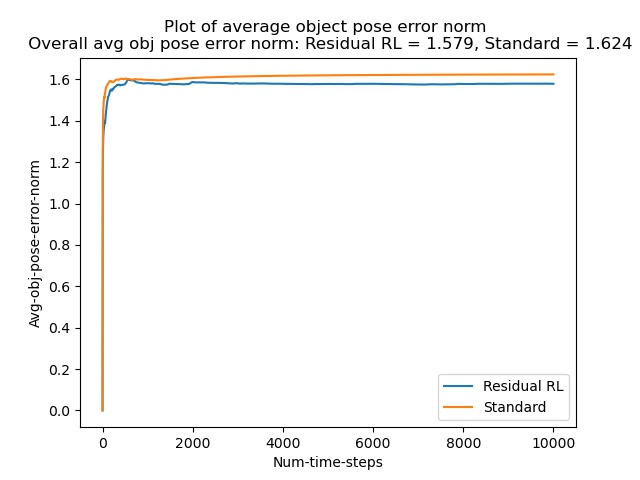 Plot of average object pose error norm
Overall avg obj pose error norm: Residual RL = 1.579, Standard = 1.624
1.6
1.4
1.2
1.0
0.8
0.6
0.4
0.2
0.0
Avg-obj-pose-error-norm
Residual RL
Standard
0 2000 4000 6000 8000 10000
Num-time-steps